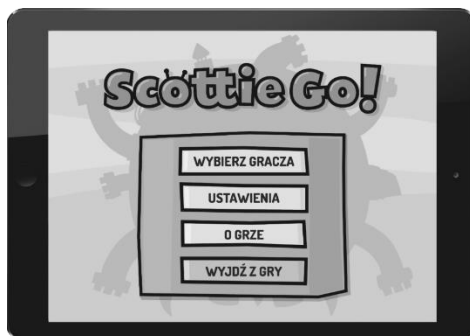 Scottie Go!
WYBIERZ GRACZA
USTAWIENIA
O GRZE
WYJDŹ Z GRY